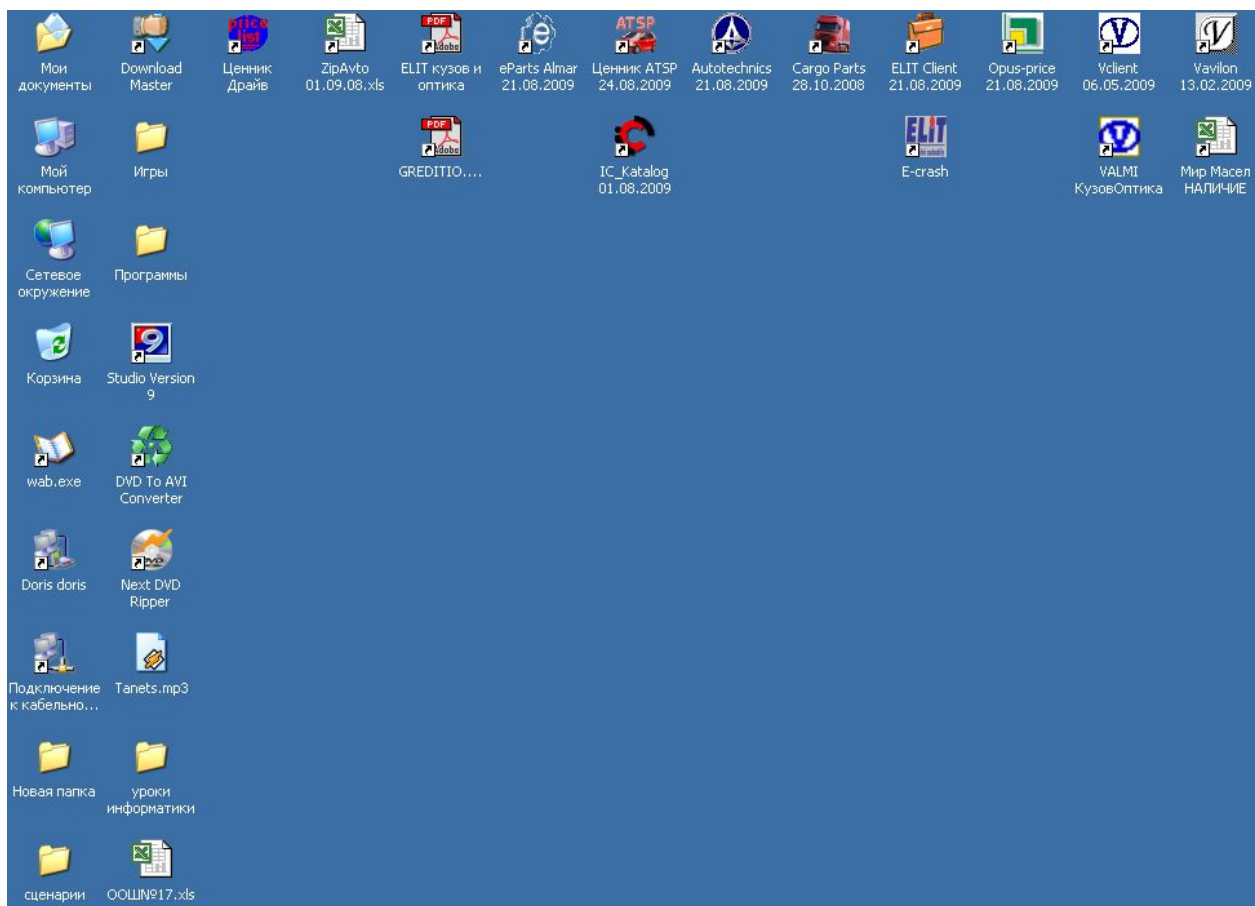 Мои документы
Download Master
Ценник Драйв
ZipAvto 01.09.08.xls
ELIT кузов и оптика
eParts Almar 21.08.2009
Ценник ATSP 24.08.2009
Autotechnics 21.08.2009
Cargo Parts 28.10.2008
ELIT Client 21.08.2009
Opus-price 21.08.2009
Vclient 06.05.2009
Vavilon 13.02.2009
Мой компьютер
Игры
GREDITIO....
IC_Katalog 01.08.2009
E-crash
VALMI КузовОптика
Мир Масел НАЛИЧИЕ
Сетевое окружение
Программы
Корзина
Studio Version 9
wab.exe
DVD To AVI Converter
Doris doris
Next DVD Ripper
Подключение к кабельно...
Tanets.mp3
Новая папка
уроки информатики
сценарии
ООШ№17.xls